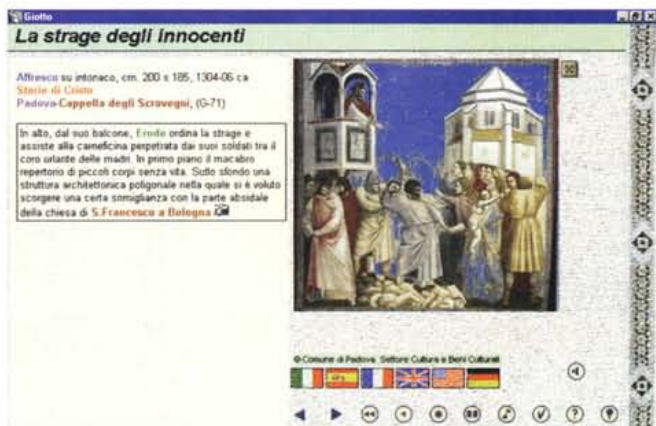 Giotto
La strage degli innocenti
Affresco su intonaco, cm. 200 x 185, 1304-06 ca
Storie di Cristo
Padova-Cappella degli Scrovegni, (G-71)
In alto, dal suo balcone, Erode ordina la strage e
assiste alla carneficina perpetrata dai suoi soldati tra il
coro urlante delle madri. In primo piano il macabro
repertorio di piccoli corpi senza vita. Sullo sfondo una
struttura architettonica poligonale nella quale si è voluto
scorgere una certa somiglianza con la parte absidale
della chiesa di S.Francesco a Bologna
©Comune di Padova Settore Cultura e Beni Culturali
?